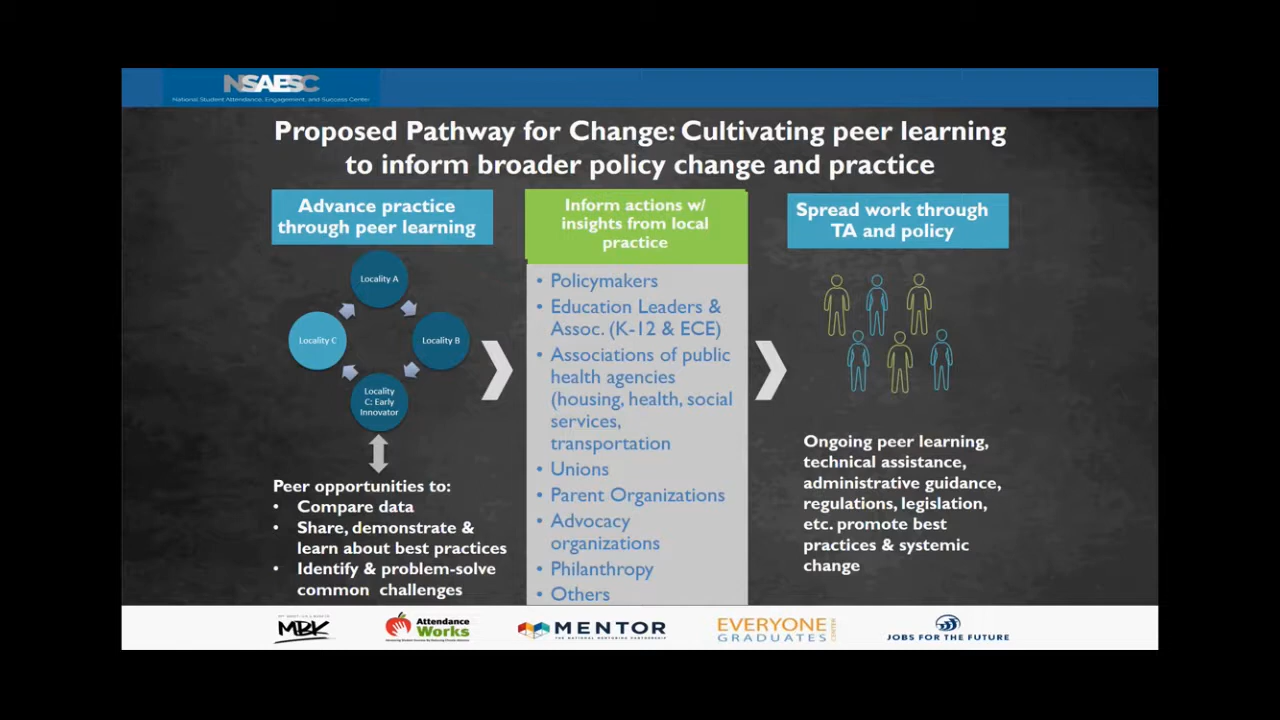 NSAESC
National Student Attendance, Engagement, and Success Center
Proposed Pathway for Change: Cultivating peer learning
to inform broader policy change and practice
Advance practice
through peer learning
Locality A
Locality C
Locality B
Locality
C: Early
Innovator
Peer opportunities to:
• Compare data
• Share, demonstrate &
learn about best practices
• Identify & problem-solve
common challenges
Inform actions w/
insights from local
practice
• Policymakers
• Education Leaders &
Assoc. (K-12 & ECE)
• Associations of public
health agencies
(housing, health, social
services,
transportation
• Unions
• Parent Organizations
• Advocacy
organizations
• Philanthropy
• Others
Spread work through
TA and policy
Ongoing peer learning,
technical assistance,
administrative guidance,
regulations, legislation,
etc. promote best
practices & systemic
change
MBK
Attendance
Works
MENTOR
THE NATIONAL MENTORING PARTNERSHIP
EVERYONE
GRADUATES
CENTER
JOBS FOR THE FUTURE